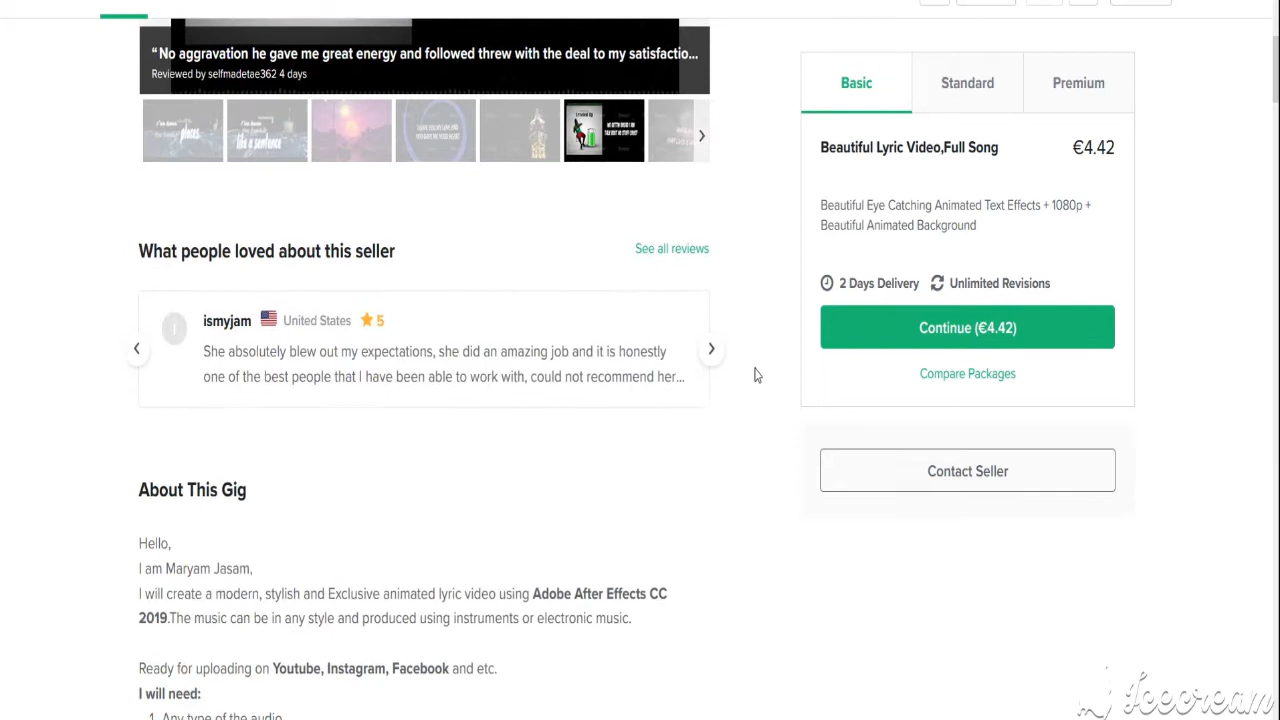 “No aggravation he gave me great energy and followed threw with the deal to my satisfactio...
Reviewed by selfmadetae362 4 days
What people loved about this seller
See all reviews
ismyjam United States 5
She absolutely blew out my expectations, she did an amazing job and it is honestly
one of the best people that I have been able to work with, could not recommend her...
About This Gig
Hello,
I am Maryam Jasam,
I will create a modern, stylish and Exclusive animated lyric video using Adobe After Effects CC
2019.The music can be in any style and produced using instruments or electronic music.
Ready for uploading on Youtube, Instagram, Facebook and etc.
I will need:
1. Any type of the audio
Basic
Standard
Premium
Beautiful Lyric Video,Full Song
€4.42
Beautiful Eye Catching Animated Text Effects + 1080p +
Beautiful Animated Background
2 Days Delivery
Unlimited Revisions
Continue (€4.42)
Compare Packages
Contact Seller
Icecream